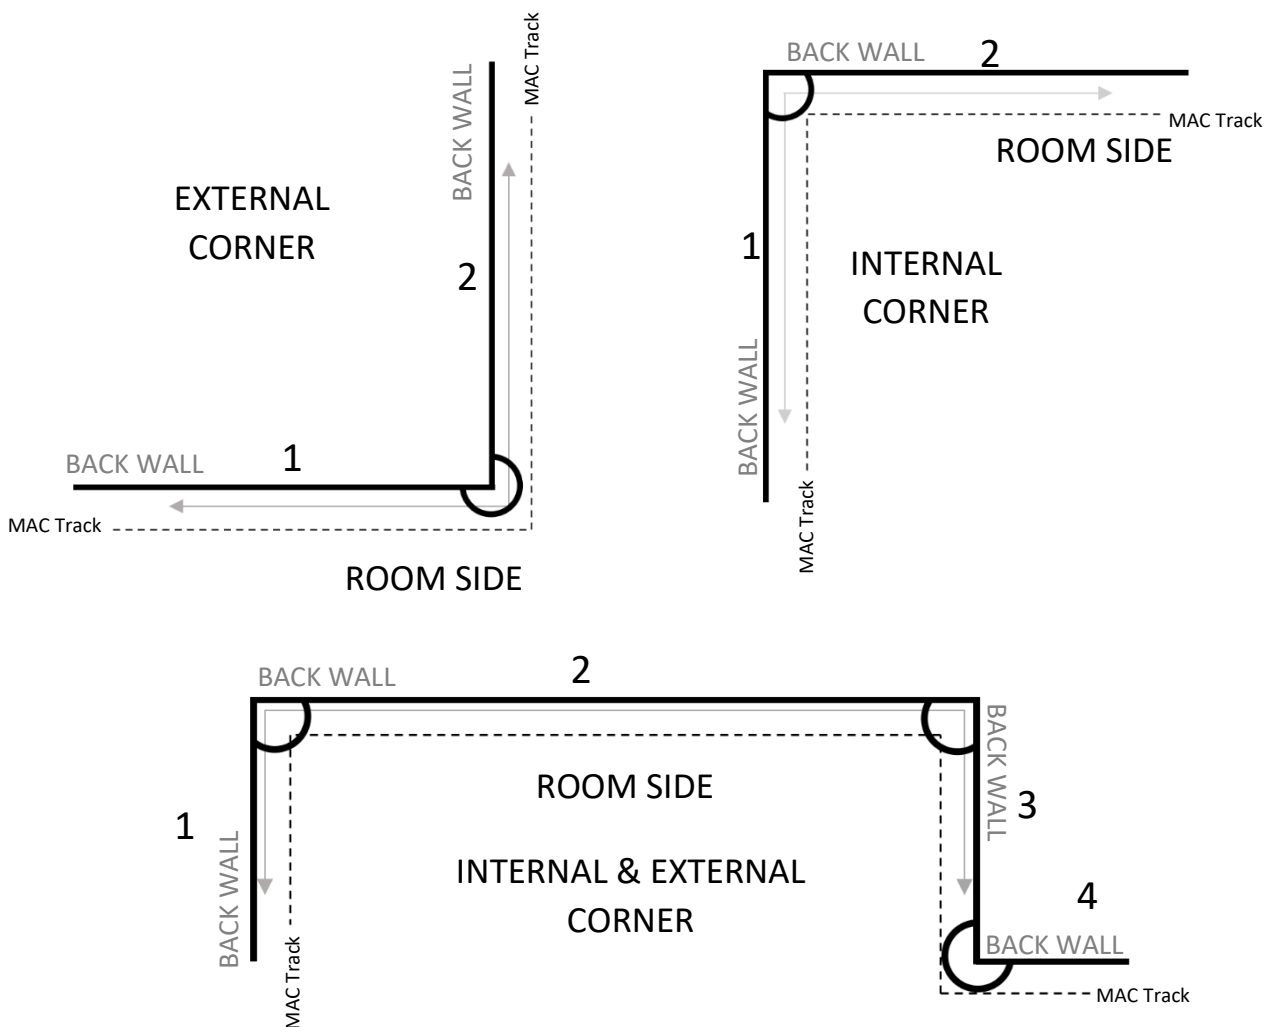 BACK WALL
MAC Track
EXTERNAL
CORNER
2
BACK WALL
1
MAC Track
ROOM SIDE
BACK WALL
2
MAC Track
ROOM SIDE
1
INTERNAL
CORNER
BACK WALL
MAC Track
BACK WALL
2
ROOM SIDE
1
BACK WALL
3
INTERNAL & EXTERNAL
CORNER
BACK WALL
MAC Track
4
BACK WALL
MAC Track